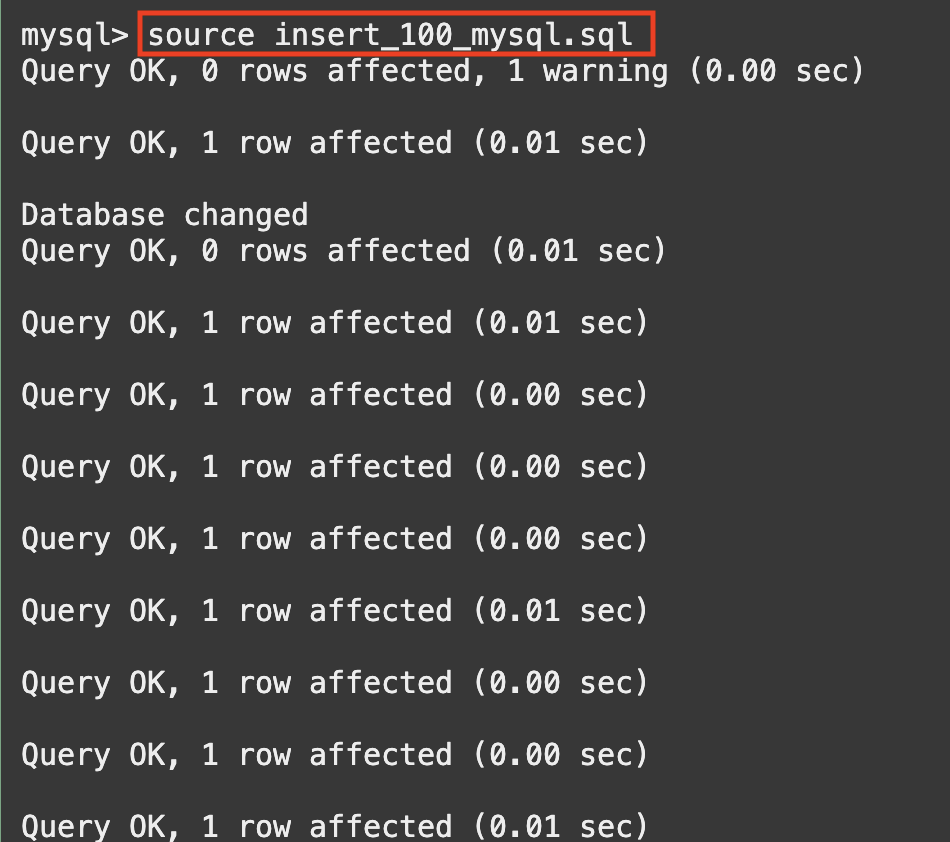 mysql> source insert_100_mysql.sql
Query OK, 0 rows affected, 1 warning (0.00 sec)
Query OK, 1 row affected (0.01 sec)
Database changed
Query OK, 0 rows affected (0.01 sec)
Query OK, 1 row affected (0.01 sec)
Query OK, 1 row affected (0.00 sec)
Query OK, 1 row affected (0.00 sec)
Query OK, 1 row affected (0.00 sec)
Query OK, 1 row affected (0.01 sec)
Query OK, 1 row affected (0.00 sec)
Query OK, 1 row affected (0.00 sec)
Query OK, 1 row affected (0.01 sec)